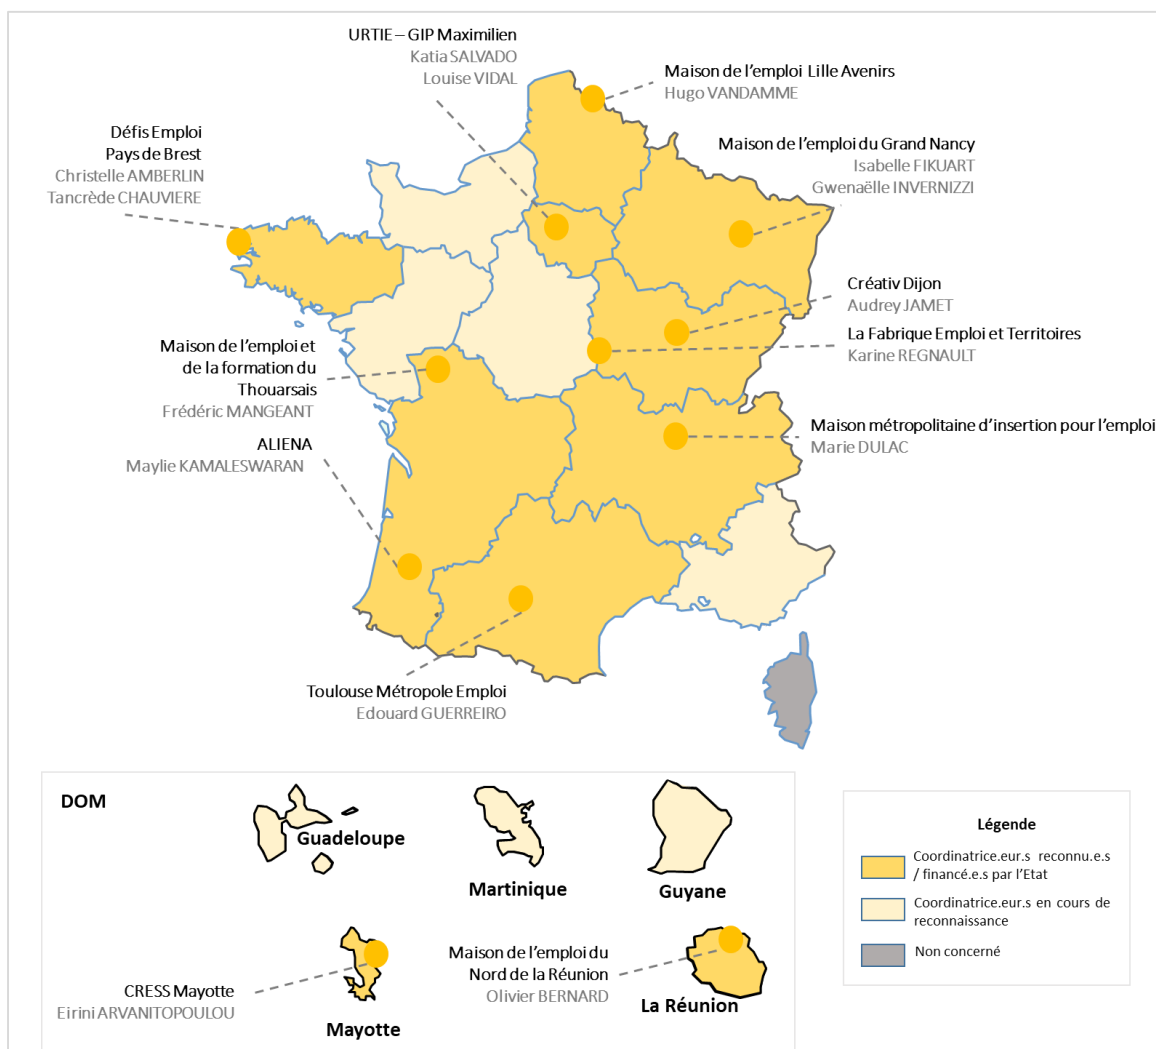 URTIE – GIP Maximilien
Katia SALVADO
Louise VIDAL
Maison de l'emploi Lille Avenirs
Hugo VANDAMME
Défis Emploi
Pays de Brest
Christelle AMBERLIN
Tancrède CHAUVIERE
Maison de l'emploi du Grand Nancy
Isabelle FIKUART
Gwenaëlle INVERNIZZI
Créativ Dijon
Audrey JAMET
La Fabrique Emploi et Territoires
Karine REGNAULT
Maison de l'emploi et
de la formation du
Thouarsais
Frédéric MANGEANT
Maison métropolitaine d'insertion pour l'emploi
Marie DULAC
ALIENA
Maylie KAMALESWARAN
Toulouse Métropole Emploi
Edouard GUERREIRO
DOM
Guadeloupe
Martinique
Guyane
CRESS Mayotte
Eirini ARVANITOPOULOU
Mayotte
Maison de l'emploi du
Nord de la Réunion
Olivier BERNARD
La Réunion
Légende
Coordinatrice.eur.s reconnu.e.s
/ financé.e.s par l'Etat
Coordinatrice.eur.s en cours de
reconnaissance
Non concerné